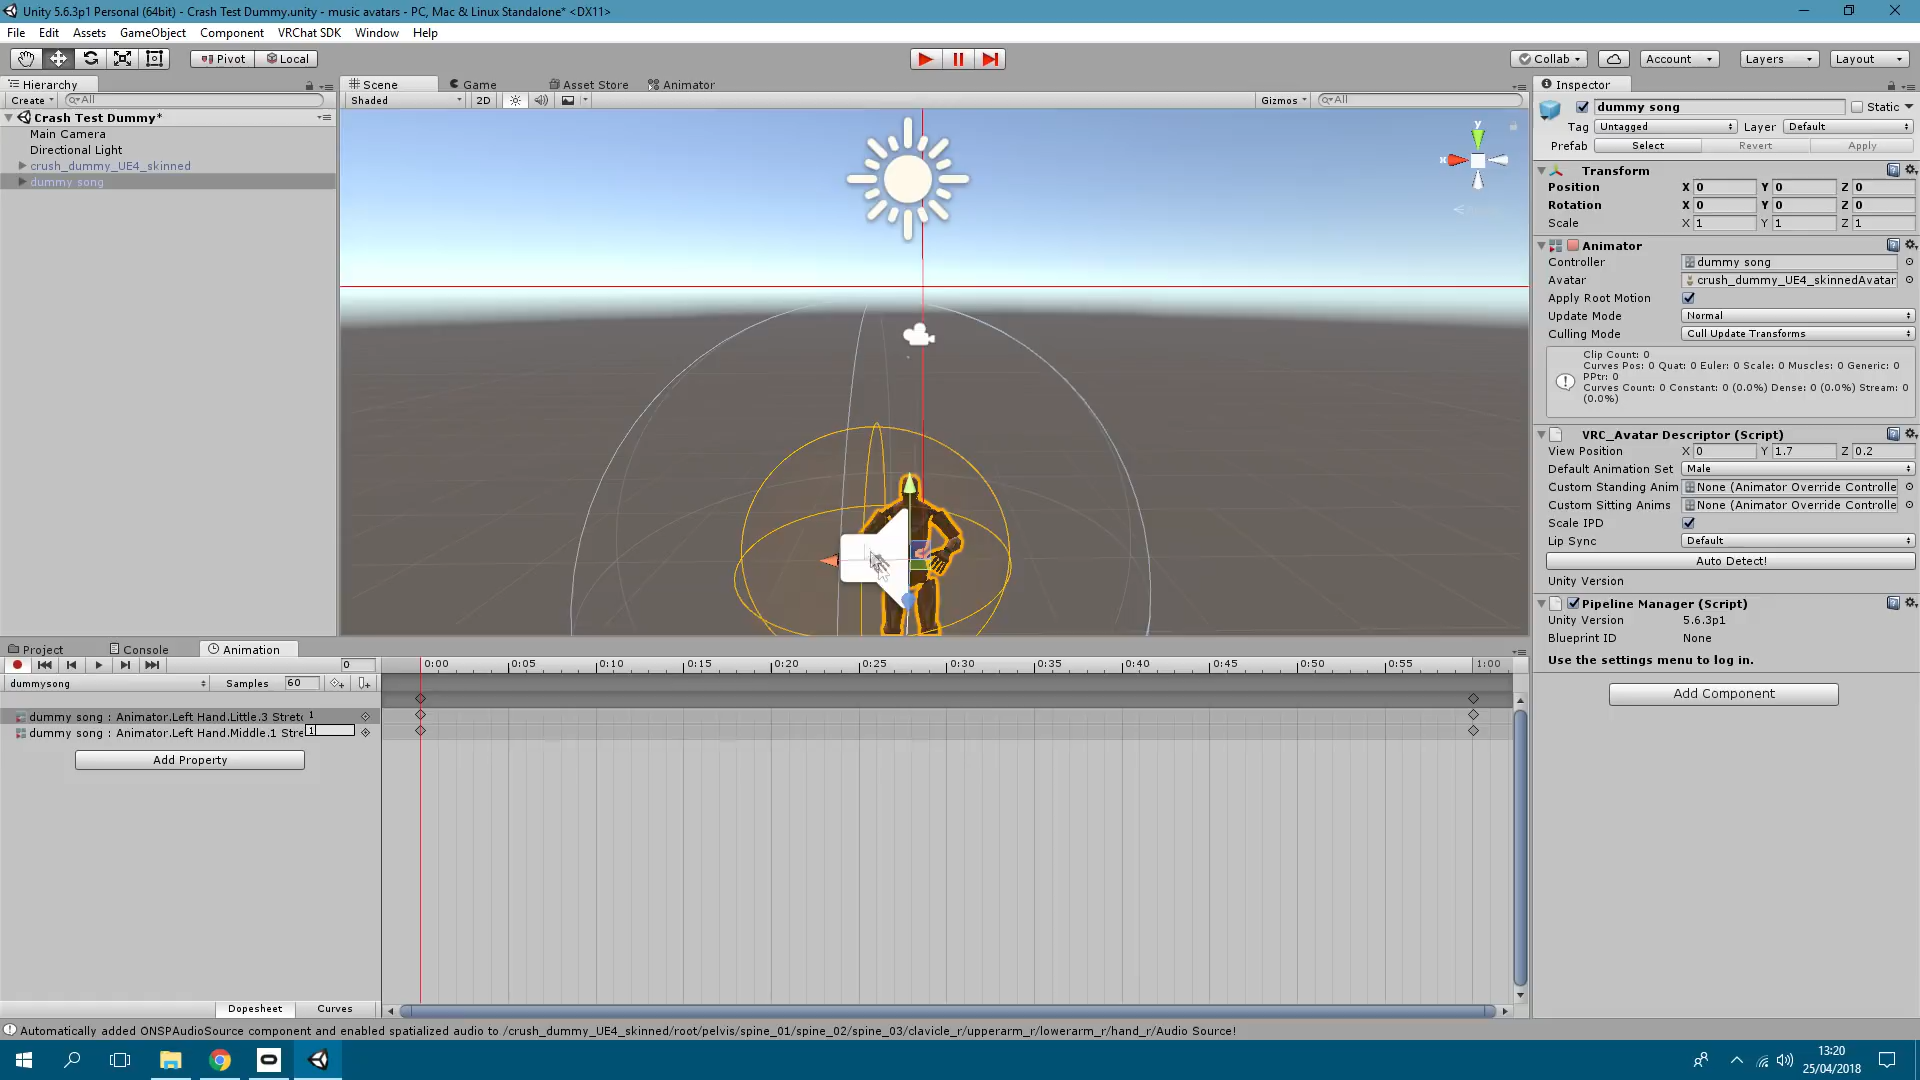 Unity 5.6.3p1 Personal (64bit) - Crash Test Dummy.unity - music avatars - PC, Mac & Linux Standalone* <DX11>
File Edit Assets GameObject Component VRChat SDK Window Help
Pivot Local Collab Account Layers Layout
Hierarchy
Create All
Crash Test Dummy*
Main Camera
Directional Light
crush_dummy_UE4_skinned
dummy song
Scene Game Asset Store Animator
Shaded 2D Gizmos All
y
x
Inspector
dummy song Static
Tag Untagged Layer Default
Prefab Select Revert Apply
Transform
Position X 0 Y 0 Z 0
Rotation X 0 Y 0 Z 0
Scale X 1 Y 1 Z 1
Animator
Controller dummy song
Avatar crush_dummy_UE4_skinnedAvatar
Apply Root Motion
Update Mode Normal
Culling Mode Cull Update Transforms
Clip Count: 0
Curves Pos: 0 Quat: 0 Euler: 0 Scale: 0 Muscles: 0 Generic: 0
PPtr: 0
Curves Count: 0 Constant: 0 (0.0%) Dense: 0 (0.0%) Stream: 0
(0.0%)
VRC_Avatar Descriptor (Script)
View Position X 0 Y 1.7 Z 0.2
Default Animation Set Male
Custom Standing Anim None (Animator Override Controlle
Custom Sitting Anims None (Animator Override Controlle
Scale IPD
Lip Sync Default
Auto Detect!
Unity Version
Pipeline Manager (Script)
Unity Version 5.6.3p1
Blueprint ID None
Use the settings menu to log in.
Add Component
Project Console Animation
0 0:00 0:05 0:10 0:15 0:20 0:25 0:30 0:35 0:40 0:45 0:50 0:55 1:00
dummysong Samples 60
dummy song : Animator.Left Hand.Little.3 Stretc 1
dummy song : Animator.Left Hand.Middle.1 Stre 1
Add Property
Dopesheet Curves
Automatically added ONSPAudioSource component and enabled spatialized audio to /crush_dummy_UE4_skinned/root/pelvis/spine_01/spine_02/spine_03/clavicle_r/upperarm_r/lowerarm_r/hand_r/Audio Source!
13:20
25/04/2018